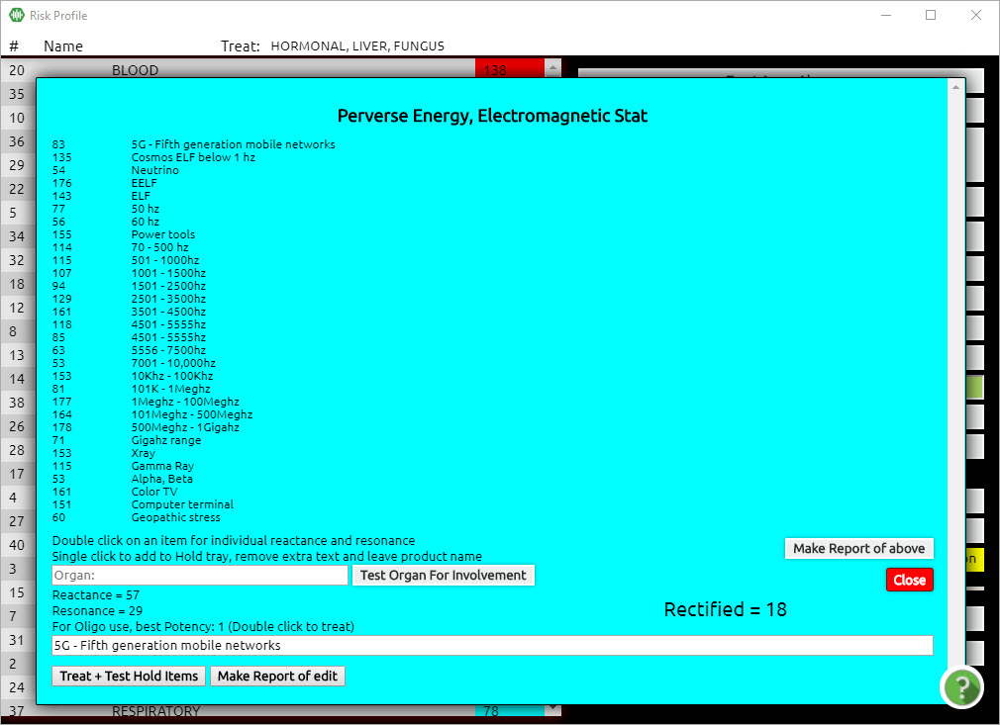 Risk Profile
# Name Treat: HORMONAL, LIVER, FUNGUS
20 BLOOD 138
35
10
36
29
22
5
34
32
18
12
8
13
14
38
26
28
17
4
27
40
3
15
7
31
2
24
37 RESPIRATORY 78
Perverse Energy, Electromagnetic Stat
83 5G - Fifth generation mobile networks
135 Cosmos ELF below 1 hz
54 Neutrino
176 EELF
143 ELF
77 50 hz
56 60 hz
155 Power tools
114 70 - 500 hz
115 501 - 1000hz
107 1001 - 1500hz
94 1501 - 2500hz
129 2501 - 3500hz
161 3501 - 4500hz
118 4501 - 5555hz
85 4501 - 5555hz
63 5556 - 7500hz
53 7001 - 10,000hz
153 10Khz - 100Khz
81 101K - 1Meghz
177 1Meghz - 100Meghz
164 101Meghz - 500Meghz
178 500Meghz - 1Gigahz
71 Gigahz range
153 Xray
115 Gamma Ray
53 Alpha, Beta
161 Color TV
151 Computer terminal
60 Geopathic stress
Double click on an item for individual reactance and resonance
Single click to add to Hold tray, remove extra text and leave product name
Make Report of above
Organ: Test Organ For Involvement
Close
Reactance = 57
Resonance = 29
Rectified = 18
For Oligo use, best Potency: 1 (Double click to treat)
5G - Fifth generation mobile networks
Treat + Test Hold Items Make Report of edit
?